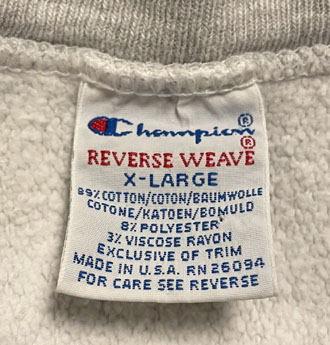 Champion®
REVERSE WEAVE®
X-LARGE
89% COTTON/COTON/BAUMWOLLE
COTONE/KATOEN/BOMULD
8% POLYESTER
3% VISCOSE RAYON
EXCLUSIVE OF TRIM
MADE IN U.S.A. RN 26094
FOR CARE SEE REVERSE